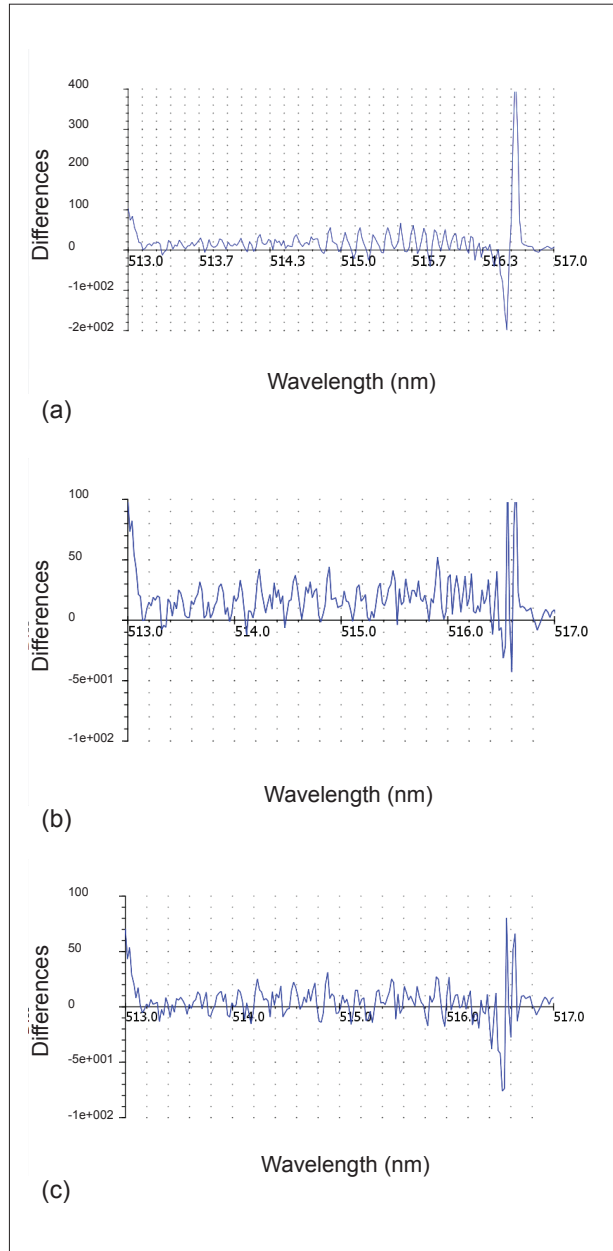 400
300
200
100
0
-1e+002
-2e+002
Differences
513.0 513.7 514.3 515.0 515.7 516.3 517.0
Wavelength (nm)
(a)
100
50
0
-5e+001
-1e+002
Differences
513.0 514.0 515.0 516.0 517.0
Wavelength (nm)
(b)
100
50
0
-5e+001
-1e+002
Differences
513.0 514.0 515.0 516.0 517.0
Wavelength (nm)
(c)